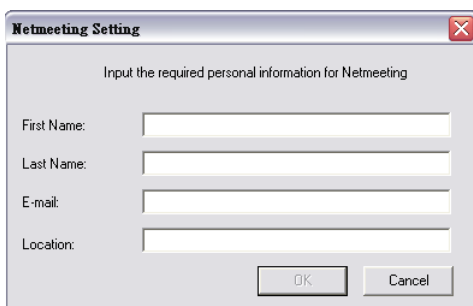 Netmeeting Setting
Input the required personal information for Netmeeting
First Name:
Last Name:
E-mail:
Location:
OK Cancel